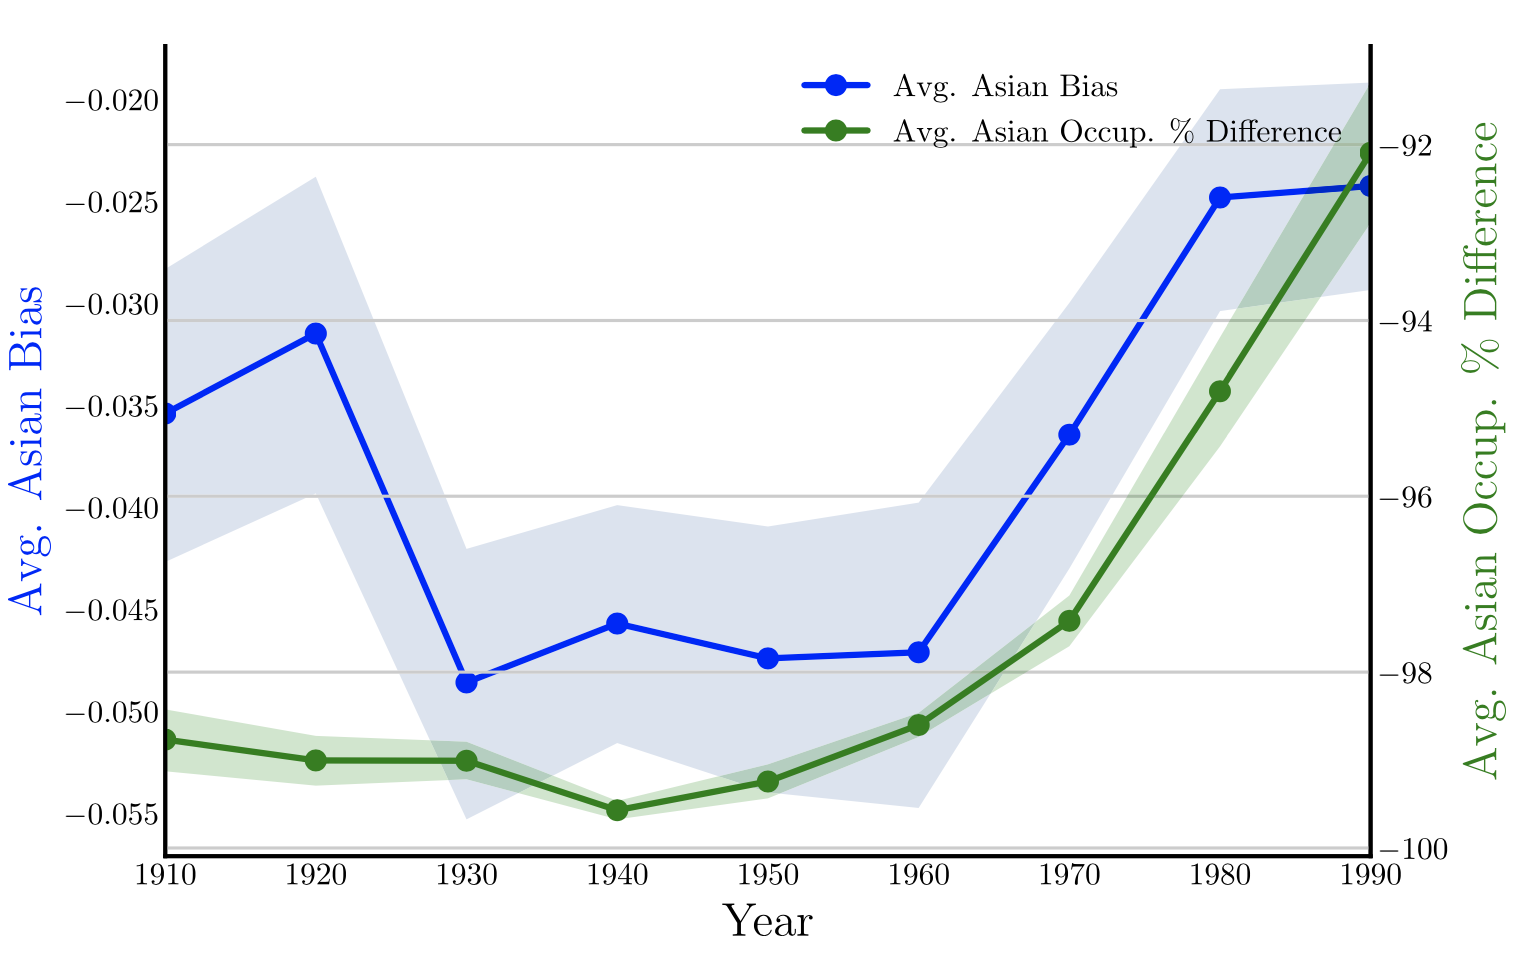 Avg. Asian Bias
Avg. Asian Occup. % Difference
−0.020
−0.025
−0.030
−0.035
−0.040
−0.045
−0.050
−0.055
Avg. Asian Bias
−92
−94
−96
−98
−100
Avg. Asian Occup. % Difference
1910 1920 1930 1940 1950 1960 1970 1980 1990
Year